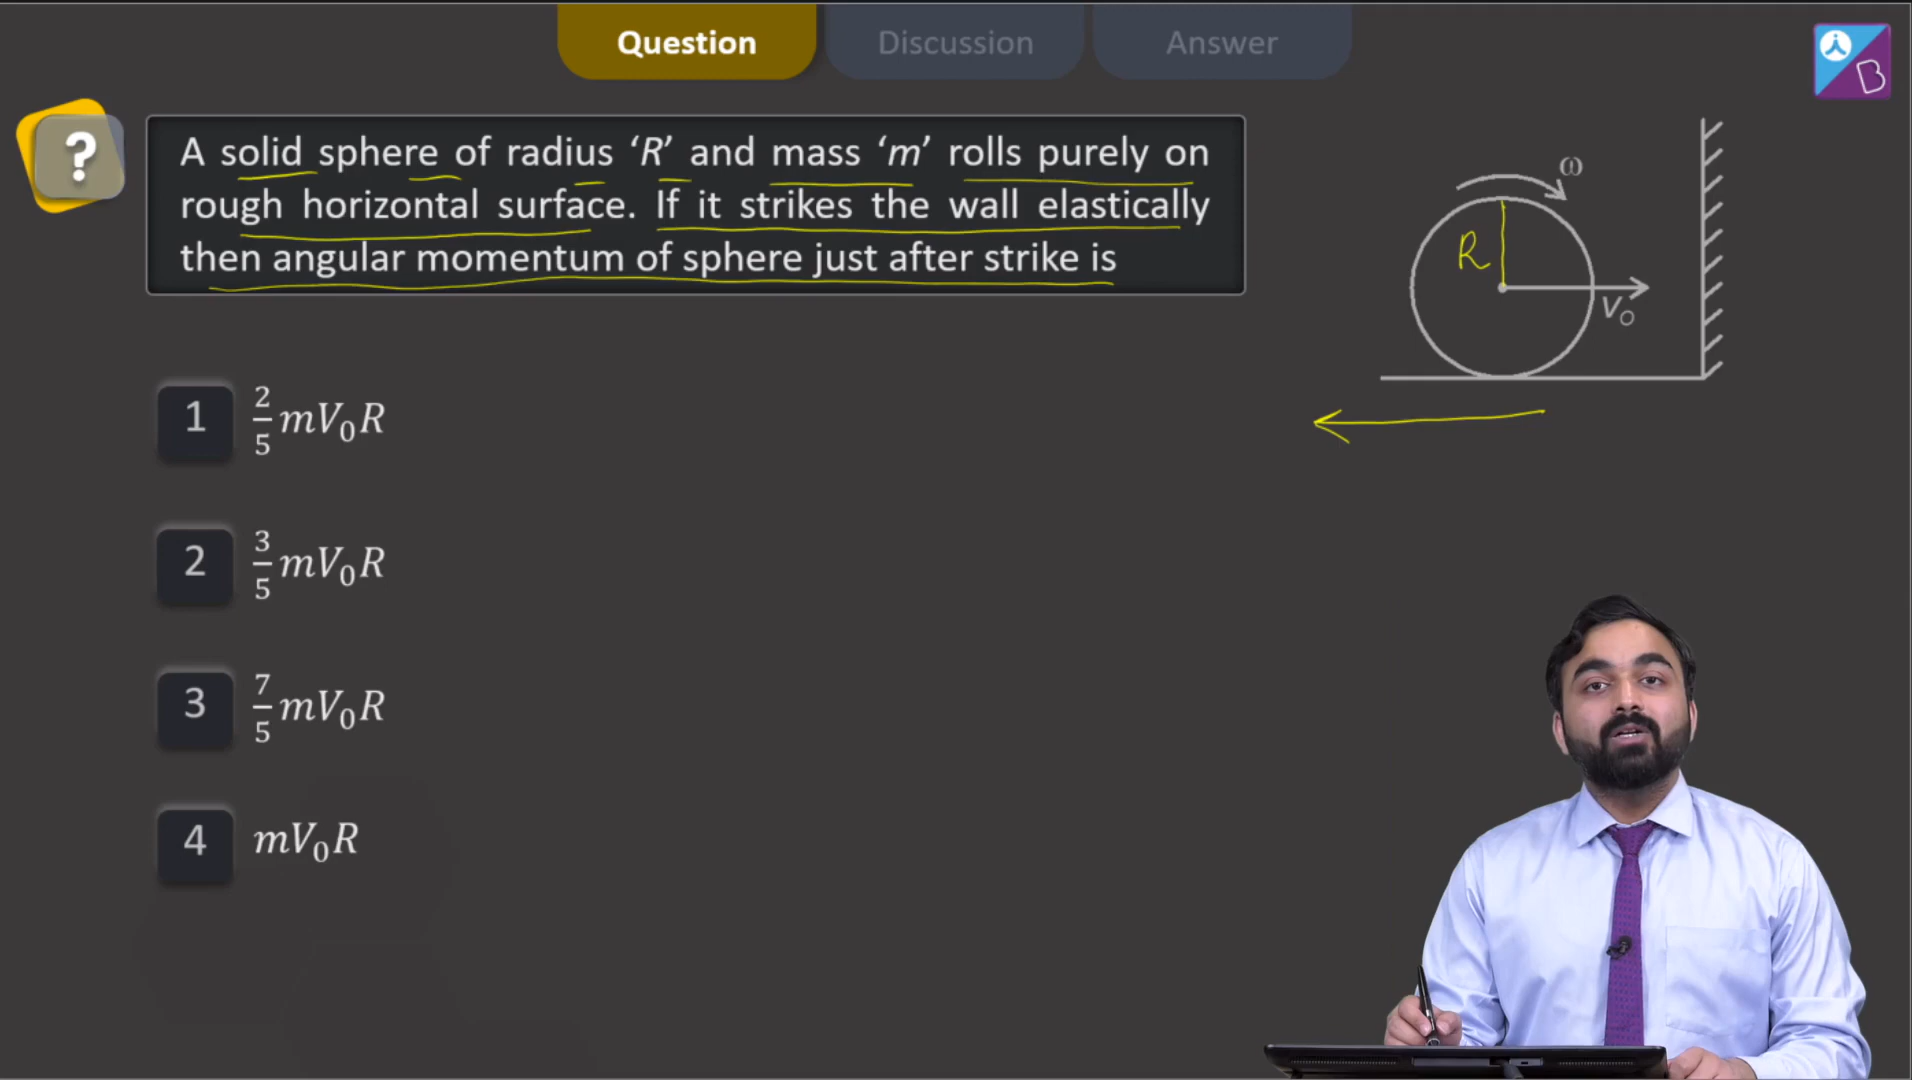 Question Discussion Answer
?
A solid sphere of radius ‘R’ and mass ‘m’ rolls purely on
rough horizontal surface. If it strikes the wall elastically
then angular momentum of sphere just after strike is
ω
R
V₀
1 2/5 mV₀R
2 3/5 mV₀R
3 7/5 mV₀R
4 mV₀R
B